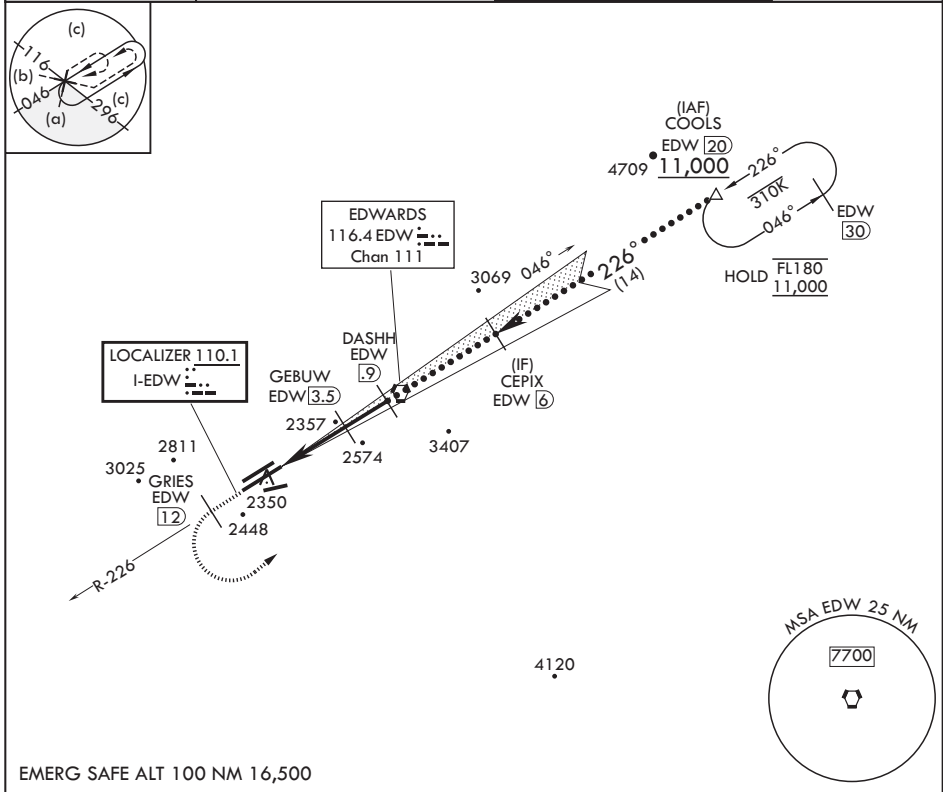 (c)
116
(b)
046
296
(c)
(a)
(IAF)
COOLS
EDW 20
4709
11,000
226°
310K
046°
EDW
30
HOLD FL180
11,000
EDWARDS
116.4 EDW
Chan 111
3069
046°
226°
(14)
DASHH
EDW
.9
LOCALIZER 110.1
I-EDW
GEBUW
EDW 3.5
(IF)
CEPIX
EDW 6
2357
2574
3407
2811
3025
GRIES
EDW
12
2350
2448
R-226
MSA EDW 25 NM
7700
4120
EMERG SAFE ALT 100 NM 16,500